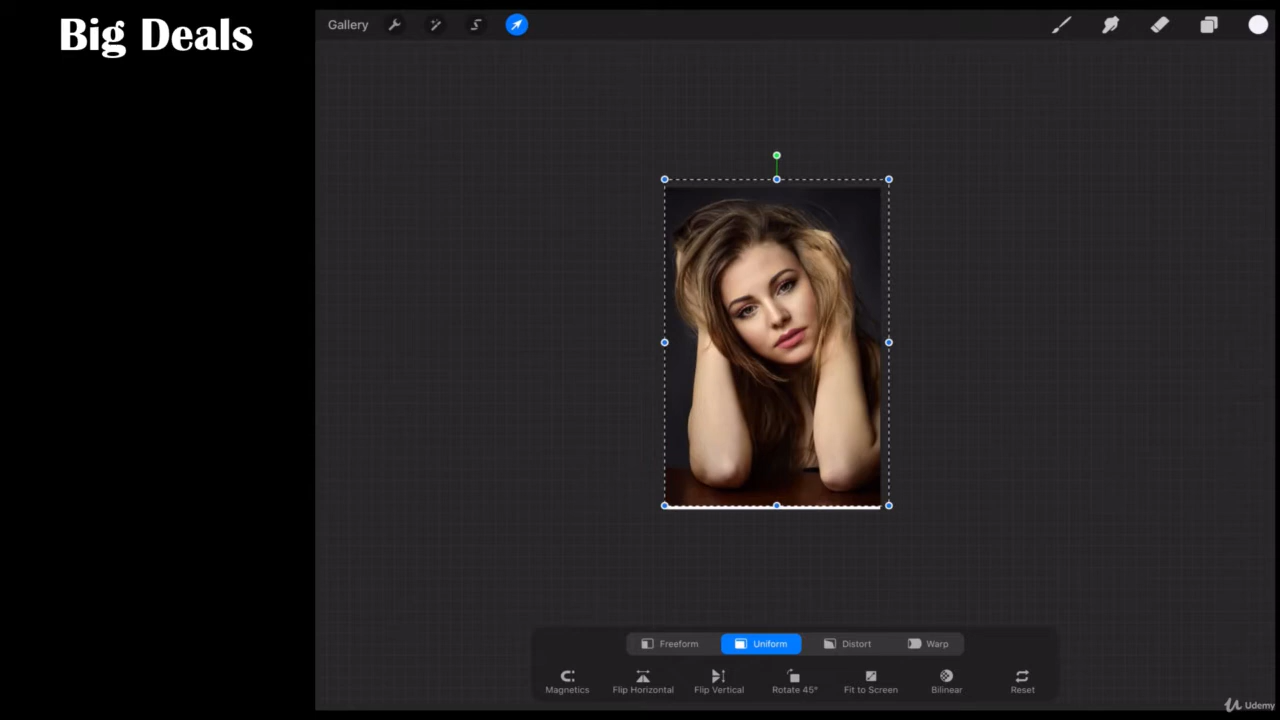 Big Deals
Gallery
Freeform Uniform Distort Warp
Magnetics Flip Horizontal Flip Vertical Rotate 45° Fit to Screen Bilinear Reset
Udemy